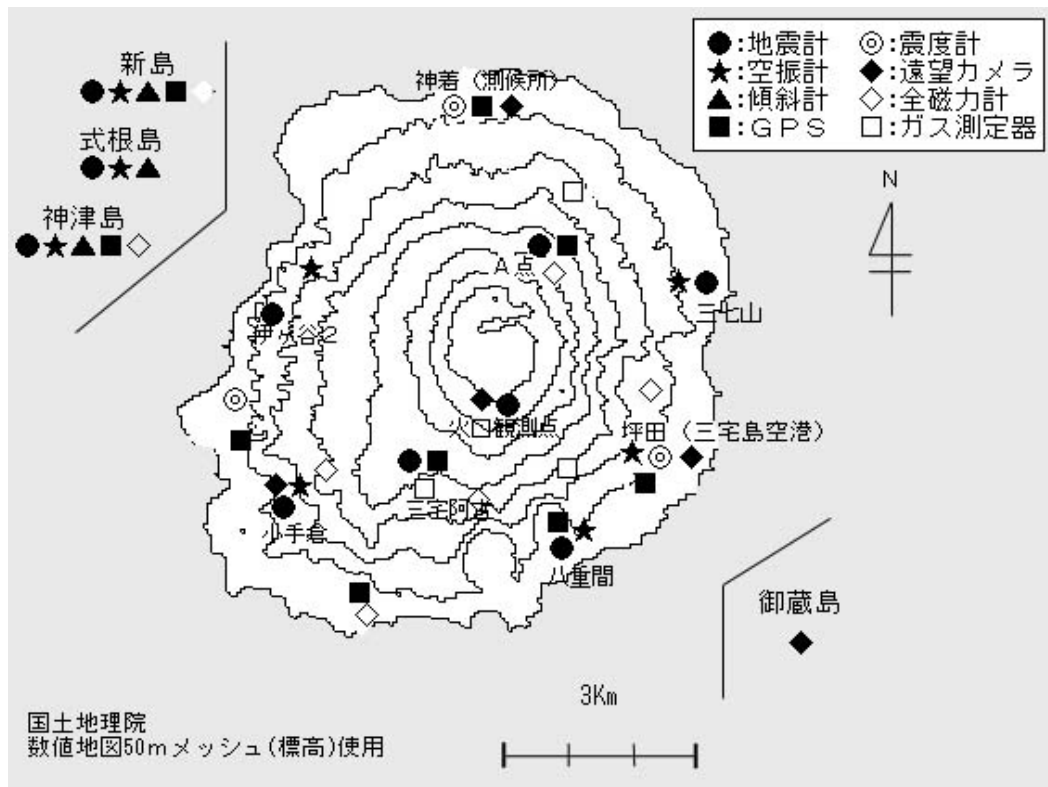 ●:地震計 ◎:震度計
★:空振計 ◆:遠望カメラ
▲:傾斜計 ◇:全磁力計
■:GPS □:ガス測定器
新島
式根島
神津島
神着(測候所)
N
A点
三七山
伊ヶ谷2
火口観測点
坪田(三宅島空港)
三宅阿古
小手倉
八重間
御蔵島
3Km
国土地理院
数値地図50mメッシュ(標高)使用